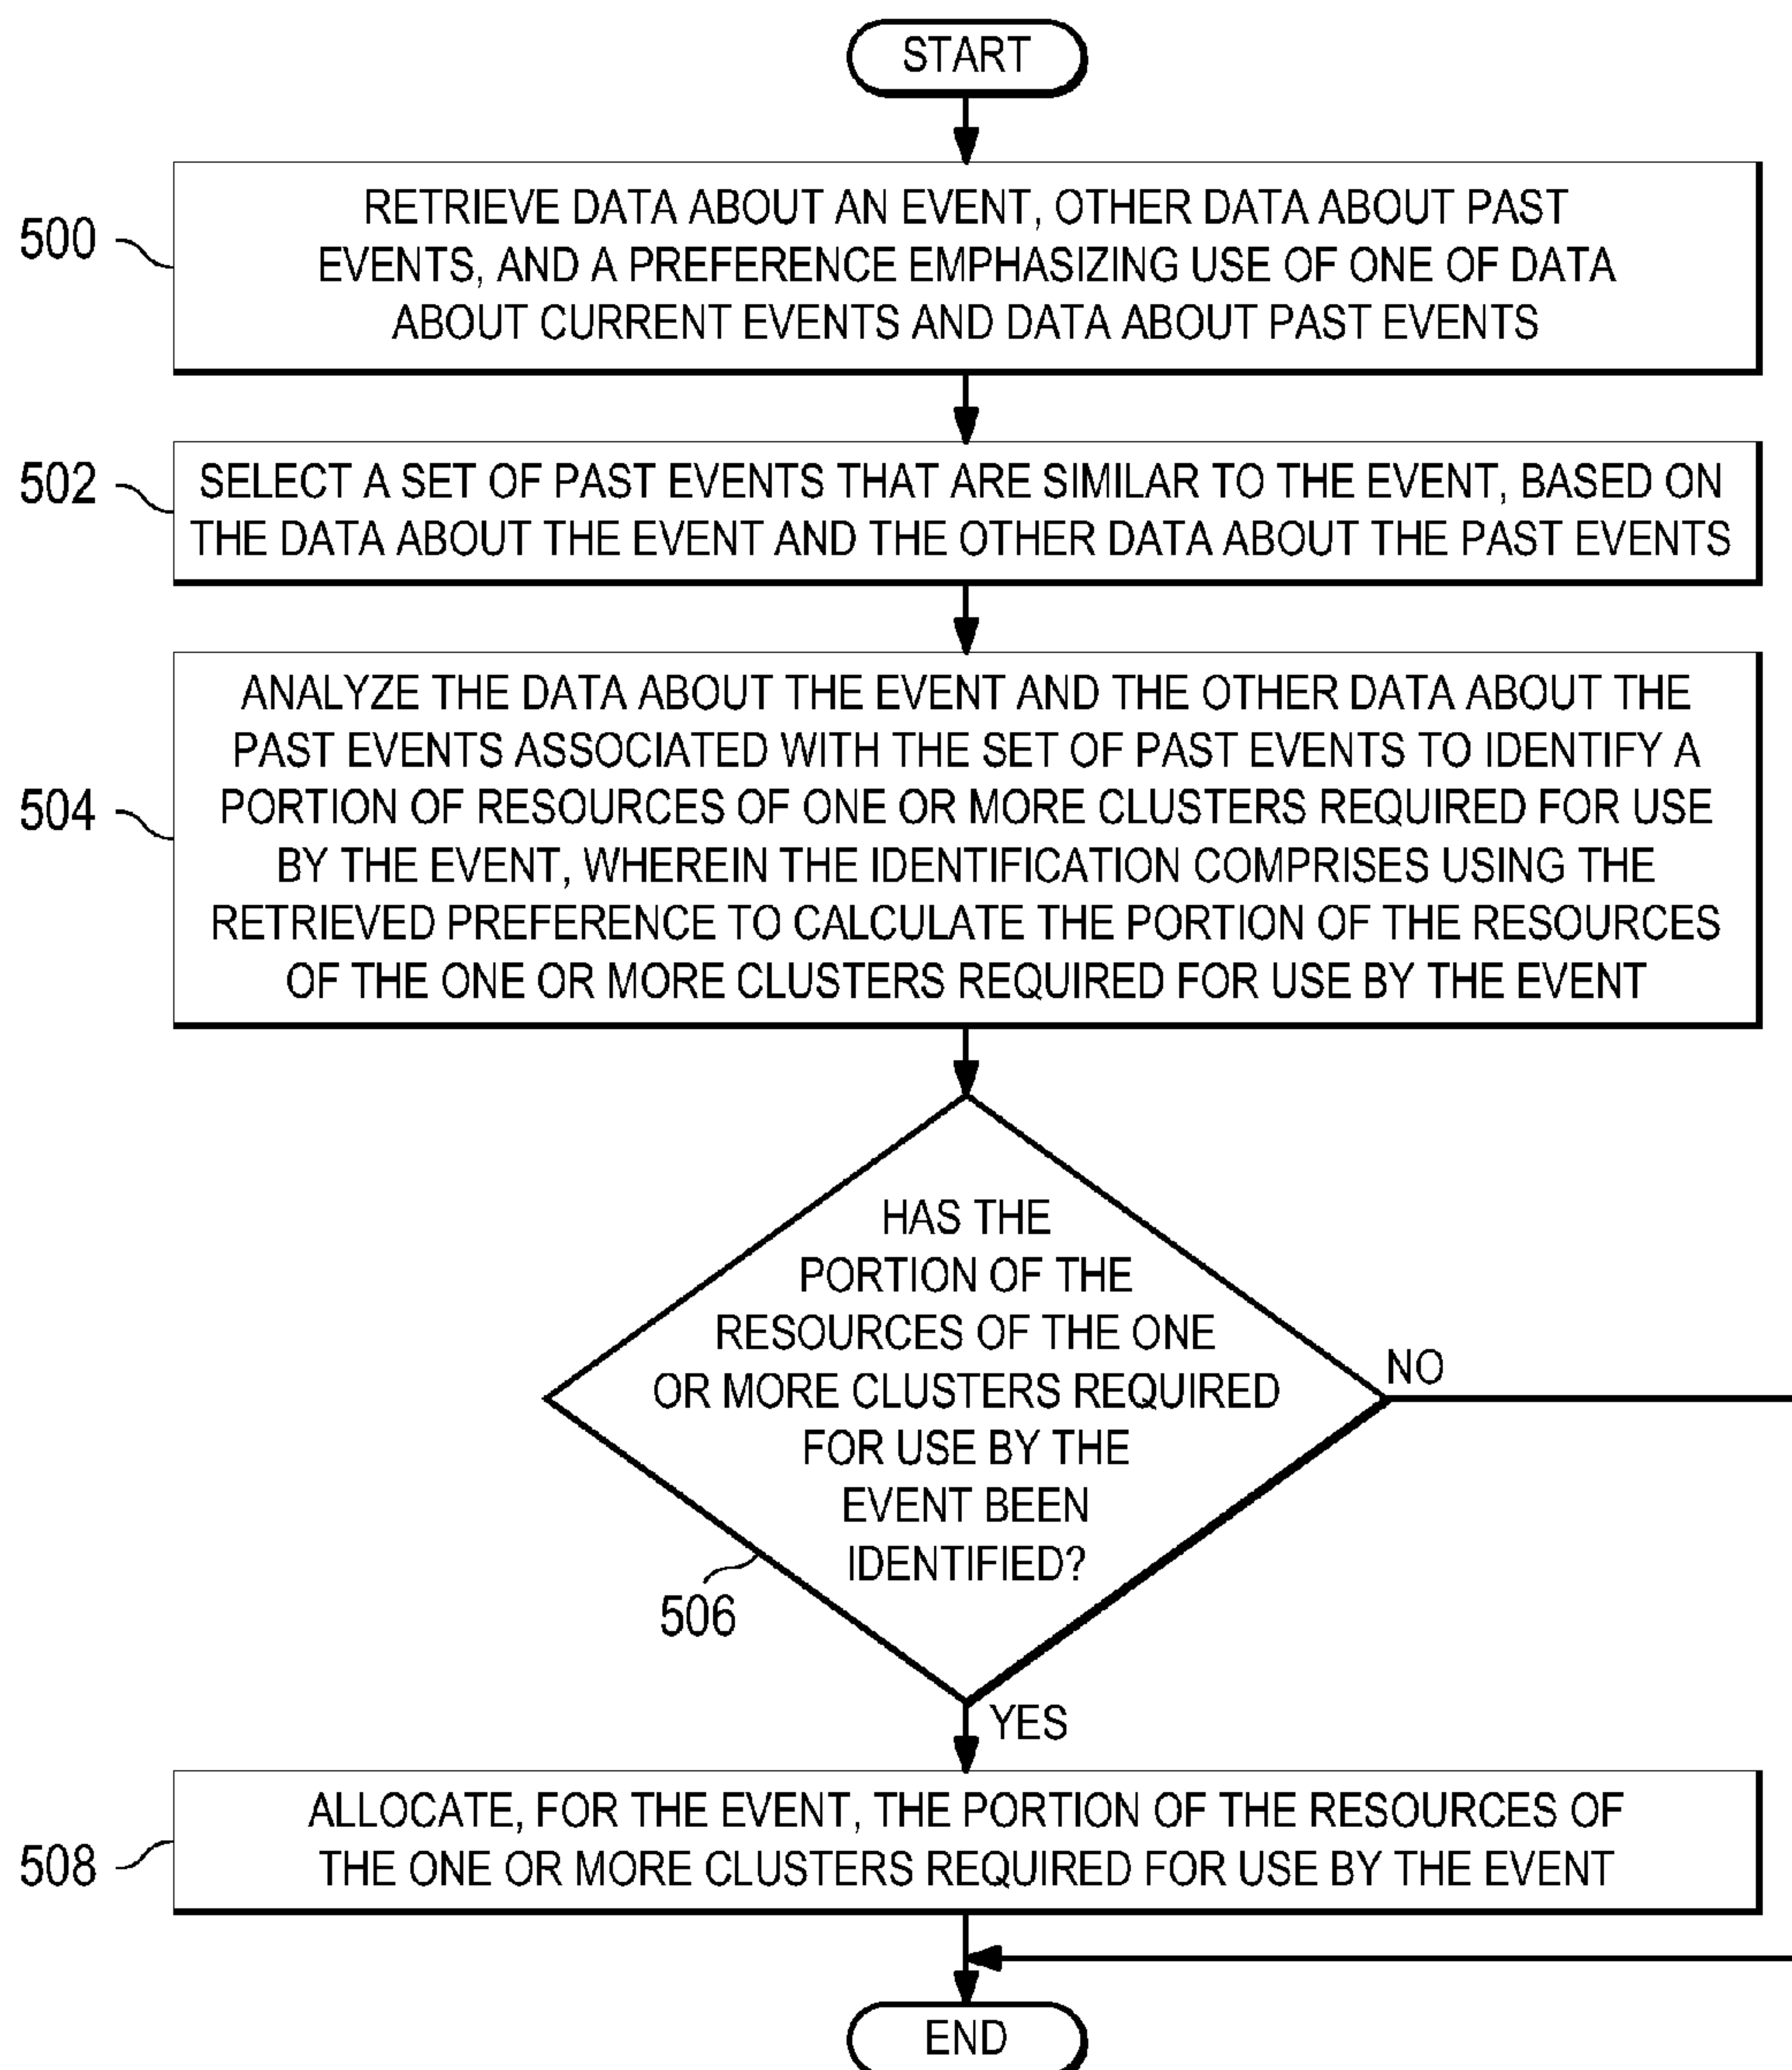 START
500
RETRIEVE DATA ABOUT AN EVENT, OTHER DATA ABOUT PAST
EVENTS, AND A PREFERENCE EMPHASIZING USE OF ONE OF DATA
ABOUT CURRENT EVENTS AND DATA ABOUT PAST EVENTS
502
SELECT A SET OF PAST EVENTS THAT ARE SIMILAR TO THE EVENT, BASED ON
THE DATA ABOUT THE EVENT AND THE OTHER DATA ABOUT THE PAST EVENTS
504
ANALYZE THE DATA ABOUT THE EVENT AND THE OTHER DATA ABOUT THE
PAST EVENTS ASSOCIATED WITH THE SET OF PAST EVENTS TO IDENTIFY A
PORTION OF RESOURCES OF ONE OR MORE CLUSTERS REQUIRED FOR USE
BY THE EVENT, WHEREIN THE IDENTIFICATION COMPRISES USING THE
RETRIEVED PREFERENCE TO CALCULATE THE PORTION OF THE RESOURCES
OF THE ONE OR MORE CLUSTERS REQUIRED FOR USE BY THE EVENT
HAS THE
PORTION OF THE
RESOURCES OF THE ONE
OR MORE CLUSTERS REQUIRED
FOR USE BY THE
EVENT BEEN
IDENTIFIED?
NO
506
YES
508
ALLOCATE, FOR THE EVENT, THE PORTION OF THE RESOURCES OF
THE ONE OR MORE CLUSTERS REQUIRED FOR USE BY THE EVENT
END